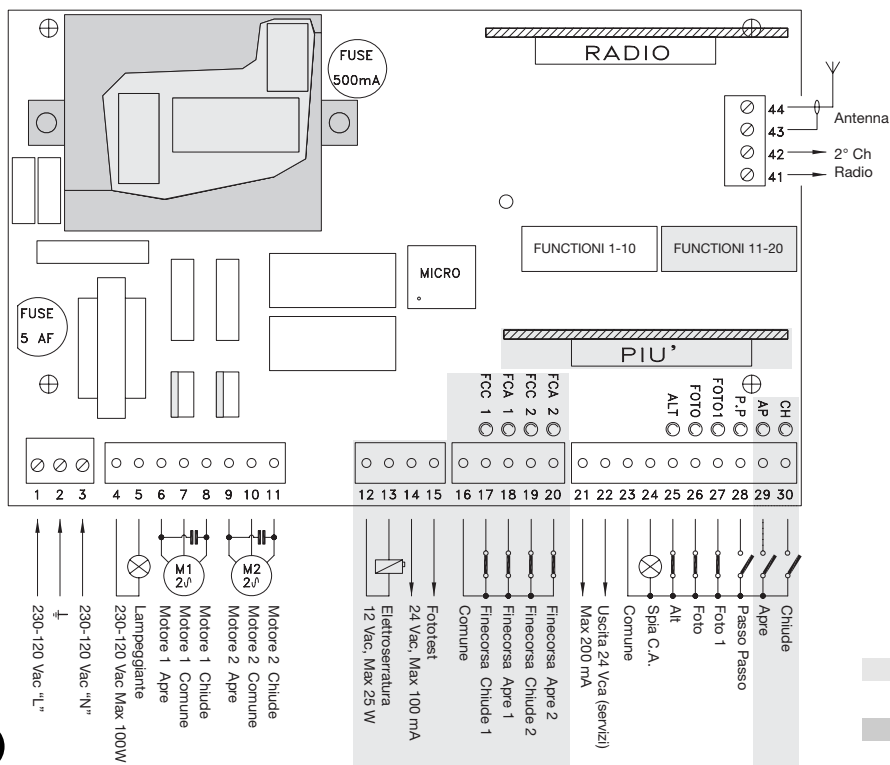 FUSE
500mA
RADIO
44
43
42
41
Antenna
2° Ch
Radio
FUNCTIONI 1-10
FUNCTIONI 11-20
MICRO
FUSE
5 AF
PIU'
FCC 1
FCA 1
FCC 2
FCA 2
ALT
FOTO
FOTO1
P.P
AP
CH
1 2 3 4 5 6 7 8 9 10 11 12 13 14 15 16 17 18 19 20 21 22 23 24 25 26 27 28 29 30
M1
2
M2
2
230-120 Vac "L"
230-120 Vac "N"
230-120 Vac Max 100W
Lampeggiante
Motore 1 Apre
Motore 1 Comune
Motore 1 Chiude
Motore 2 Apre
Motore 2 Comune
Motore 2 Chiude
12 Vac, Max 25 W
Elettroserratura
24 Vac, Max 100 mA
Fototest
Comune
Finecorsa Chiude 1
Finecorsa Apre 1
Finecorsa Chiude 2
Finecorsa Apre 2
Max 200 mA
Uscita 24 Vca (servizi)
Comune
Spia C.A.
Alt
Foto
Foto 1
Passo Passo
Apre
Chiude